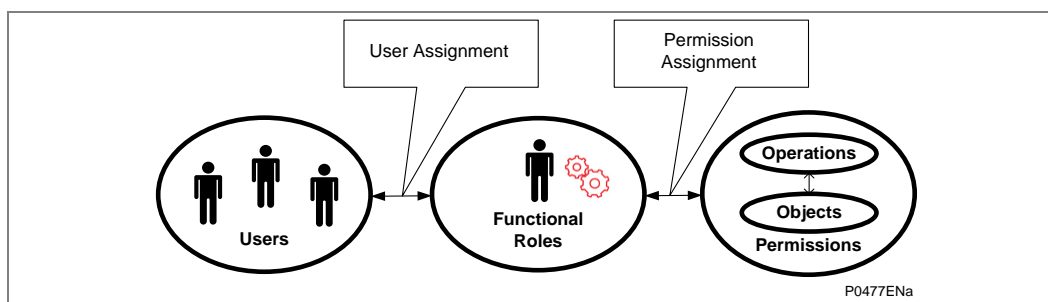 User Assignment
Permission
Assignment
Users
Functional
Roles
Operations
Objects
Permissions
P0477ENa